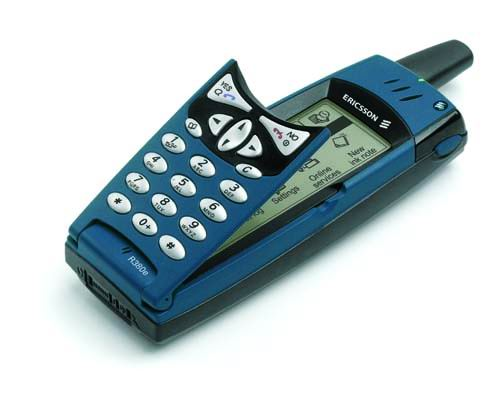 ERICSSON
New
ink note
Online
services
Settings
YES
NO
C
1
2
3
4
5
6
7
8
9
*
0+
#
R380e